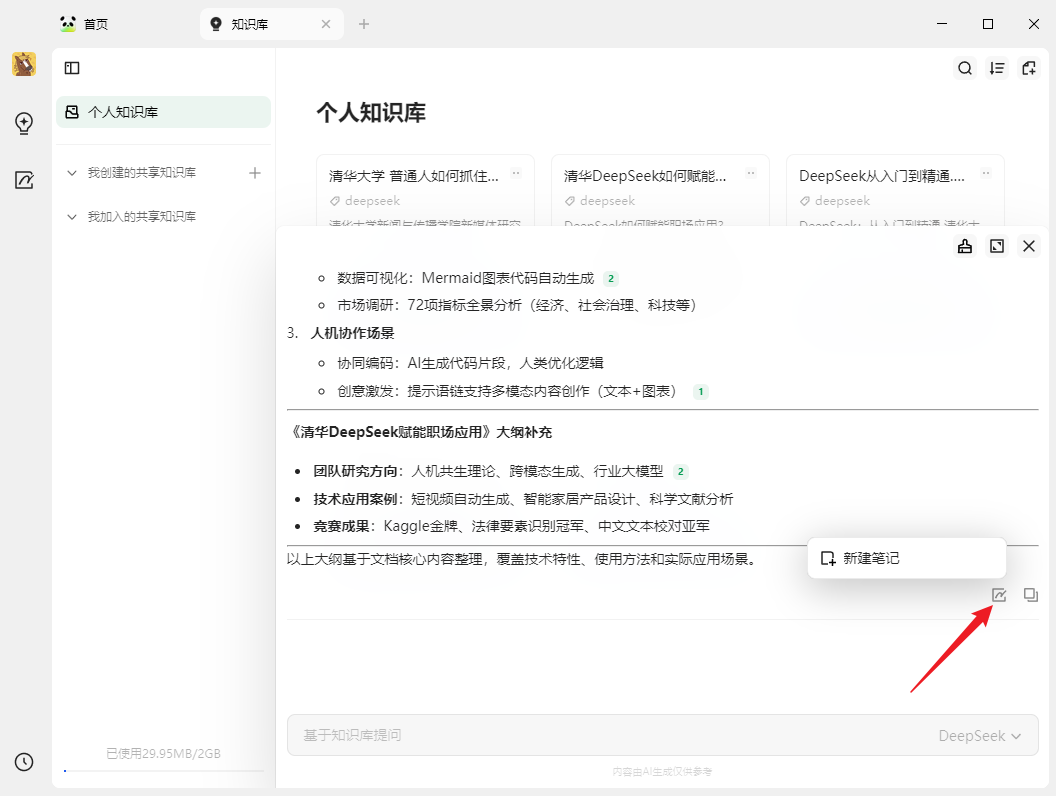 首页
知识库
个人知识库
我创建的共享知识库
我加入的共享知识库
已使用29.95MB/2GB
个人知识库
清华大学 普通人如何抓住...
deepseek
清华大学新闻与传播学院新媒体研究
清华DeepSeek如何赋能...
deepseek
DeepSeek如何赋能职场应用?
DeepSeek从入门到精通....
deepseek
DeepSeek: 从入门到精通 清华大
数据可视化：Mermaid图表代码自动生成 2
市场调研：72项指标全景分析（经济、社会治理、科技等）
3. 人机协作场景
协同编码：AI生成代码片段，人类优化逻辑
创意激发：提示语链支持多模态内容创作（文本+图表） 1
《清华DeepSeek赋能职场应用》大纲补充
团队研究方向：人机共生理论、跨模态生成、行业大模型 2
技术应用案例：短视频自动生成、智能家居产品设计、科学文献分析
竞赛成果：Kaggle金牌、法律要素识别冠军、中文文本校对亚军
以上大纲基于文档核心内容整理，覆盖技术特性、使用方法和实际应用场景。
新建笔记
基于知识库提问
DeepSeek
内容由AI生成仅供参考